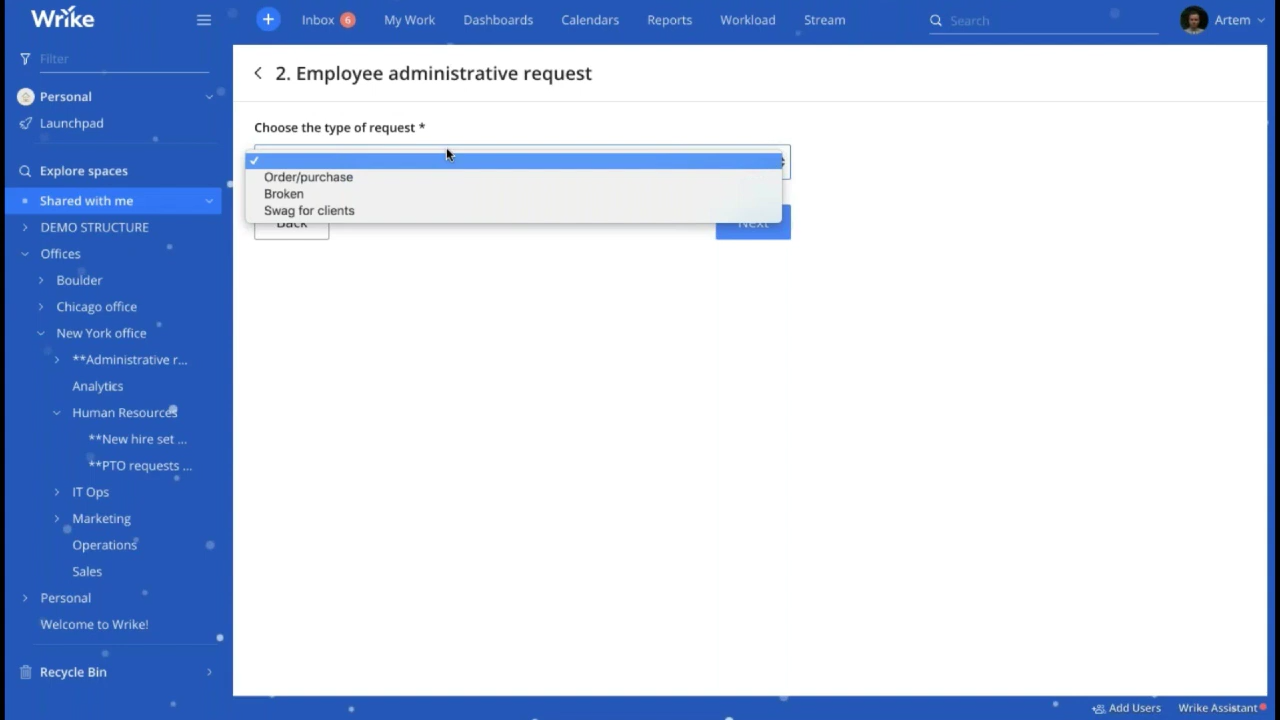 Wrike
Inbox 6
My Work
Dashboards
Calendars
Reports
Workload
Stream
Search
Artem
Filter
Personal
Launchpad
Explore spaces
Shared with me
DEMO STRUCTURE
Offices
Boulder
Chicago office
New York office
**Administrative r...
Analytics
Human Resources
**New hire set ...
**PTO requests ...
IT Ops
Marketing
Operations
Sales
Personal
Welcome to Wrike!
Recycle Bin
2. Employee administrative request
Choose the type of request *
Order/purchase
Broken
Swag for clients
Back
Next
Add Users
Wrike Assistant